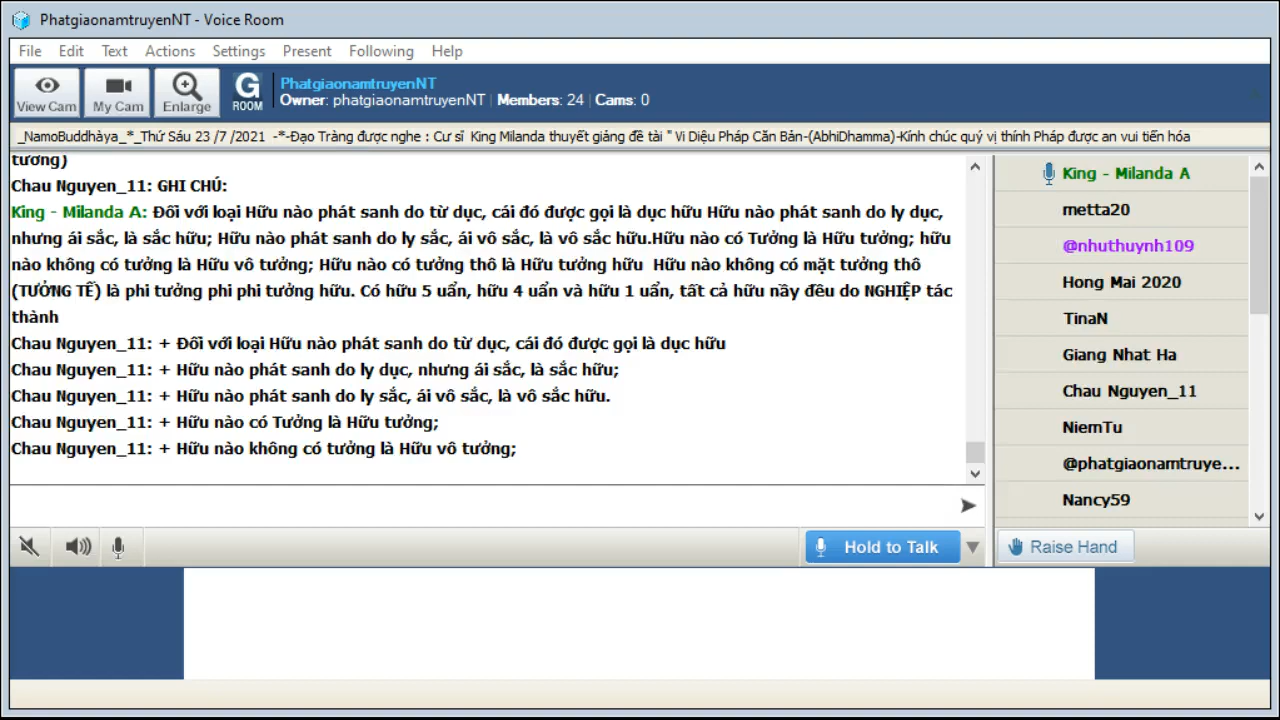 PhatgiaonamtruyenNT - Voice Room
File Edit Text Actions Settings Present Following Help
View Cam My Cam Enlarge G ROOM
PhatgiaonamtruyenNT
Owner: phatgiaonamtruyenNT | Members: 24 | Cams: 0
_NamoBuddhàya_*_Thứ Sáu 23 /7 /2021 -*-Đạo Tràng được nghe : Cư sĩ King Milanda thuyết giảng đề tài " Vi Diệu Pháp Căn Bản-(AbhiDhamma)-Kính chúc quý vị thính Pháp được an vui tiến hóa
tưởng)
Chau Nguyen_11: GHI CHÚ:
King - Milanda A: Đối với loại Hữu nào phát sanh do từ dục, cái đó được gọi là dục hữu Hữu nào phát sanh do ly dục,
nhưng ái sắc, là sắc hữu; Hữu nào phát sanh do ly sắc, ái vô sắc, là vô sắc hữu.Hữu nào có Tưởng là Hữu tưởng; hữu
nào không có tưởng là Hữu vô tưởng; Hữu nào có tưởng thô là Hữu tưởng hữu Hữu nào không có mặt tưởng thô
(TƯỞNG TẾ) là phi tưởng phi phi tưởng hữu. Có hữu 5 uẩn, hữu 4 uẩn và hữu 1 uẩn, tất cả hữu nầy đều do NGHIỆP tác
thành
Chau Nguyen_11: + Đối với loại Hữu nào phát sanh do từ dục, cái đó được gọi là dục hữu
Chau Nguyen_11: + Hữu nào phát sanh do ly dục, nhưng ái sắc, là sắc hữu;
Chau Nguyen_11: + Hữu nào phát sanh do ly sắc, ái vô sắc, là vô sắc hữu.
Chau Nguyen_11: + Hữu nào có Tưởng là Hữu tưởng;
Chau Nguyen_11: + Hữu nào không có tưởng là Hữu vô tưởng;
King - Milanda A
metta20
@nhuthuynh109
Hong Mai 2020
TinaN
Giang Nhat Ha
Chau Nguyen_11
NiemTu
@phatgiaonamtruye...
Nancy59
Hold to Talk
Raise Hand